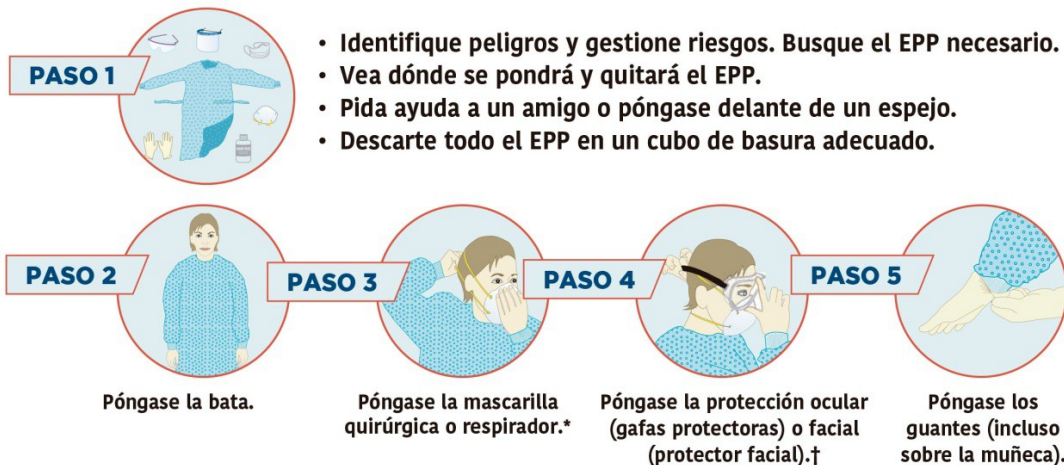 PASO 1
• Identifique peligros y gestione riesgos. Busque el EPP necesario.
• Vea dónde se pondrá y quitará el EPP.
• Pida ayuda a un amigo o póngase delante de un espejo.
• Descarte todo el EPP en un cubo de basura adecuado.
PASO 2
Póngase la bata.
PASO 3
Póngase la mascarilla
quirúrgica o respirador.*
PASO 4
Póngase la protección ocular
(gafas protectoras) o facial
(protector facial).†
PASO 5
Póngase los
guantes (incluso
sobre la muñeca).